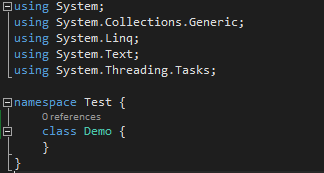 using System;
using System.Collections.Generic;
using System.Linq;
using System.Text;
using System.Threading.Tasks;
namespace Test {
0 references
class Demo {
}
}